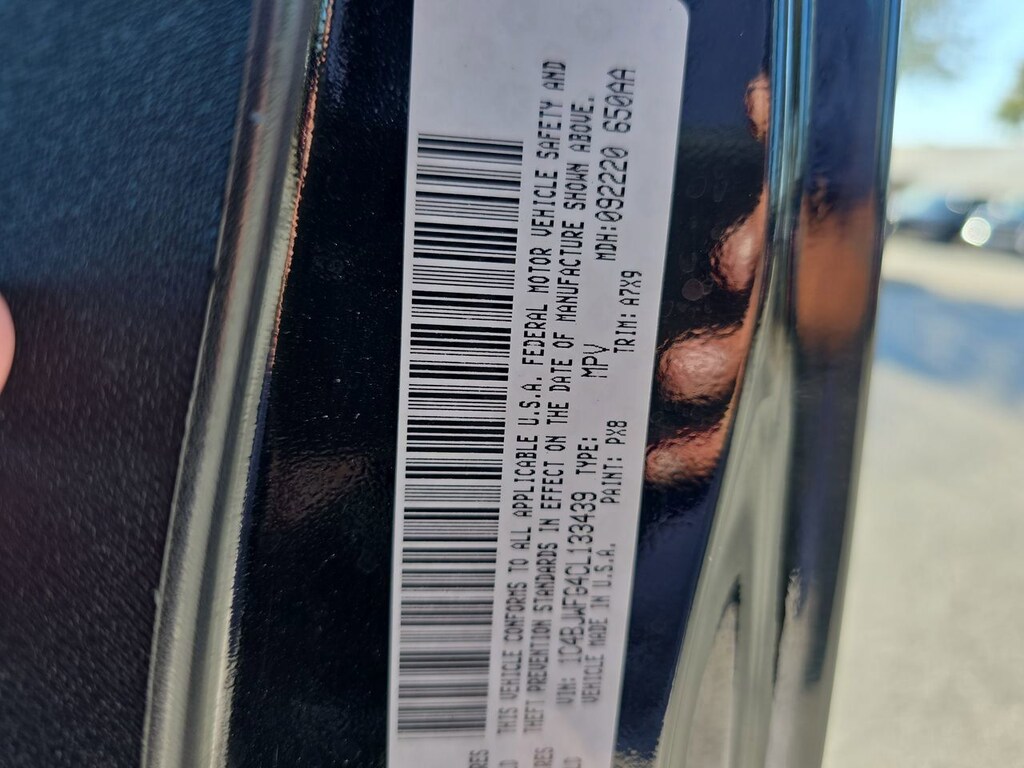 THIS VEHICLE CONFORMS TO ALL APPLICABLE U.S.A. FEDERAL MOTOR VEHICLE SAFETY AND
THEFT PREVENTION STANDARDS IN EFFECT ON THE DATE OF MANUFACTURE SHOWN ABOVE.
VIN: 1C4BJWFG4CL133439 TYPE: MPV MDH:092220 650AA
VEHICLE MADE IN U.S.A. PAINT: PX8 TRIM: A7X9